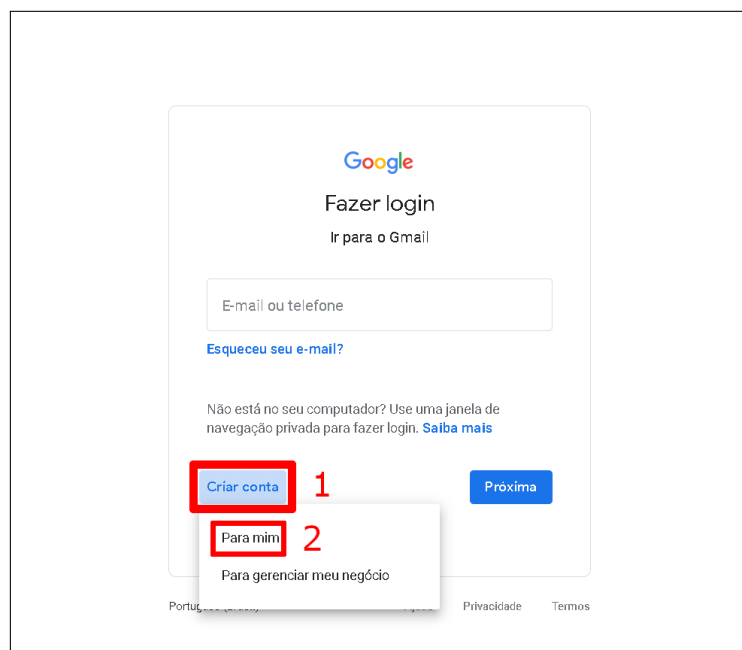 Google
Fazer login
Ir para o Gmail
E-mail ou telefone
Esqueceu seu e-mail?
Não está no seu computador? Use uma janela de
navegação privada para fazer login. Saiba mais
Criar conta
1
Próxima
Para mim
2
Para gerenciar meu negócio
Privacidade
Termos